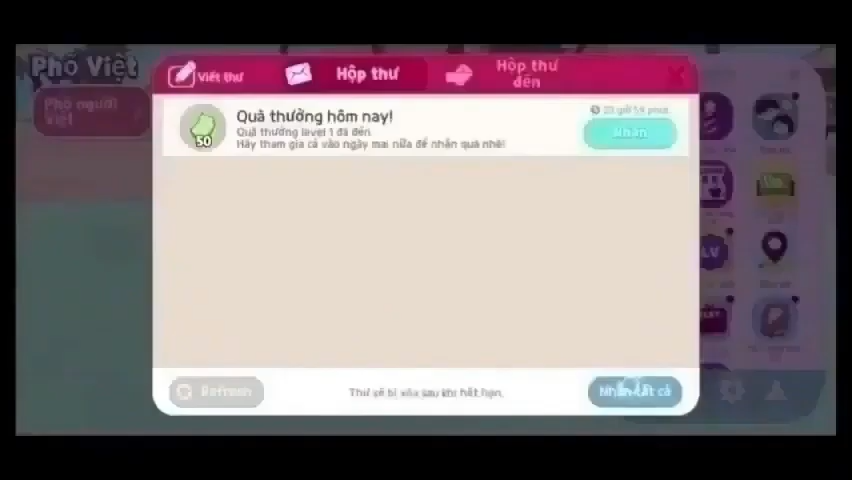 Phố Việt
Phố người
việt
Viết thư
Hộp thư
Hộp thư
đến
Quà thưởng hôm nay!
Quà thưởng level 1 đã đến.
Hãy tham gia cả vào ngày mai nữa để nhận quà nhé!
50
Nhận
LV
Refresh
Thư sẽ bị xóa sau khi hết hạn.
Nhận tất cả